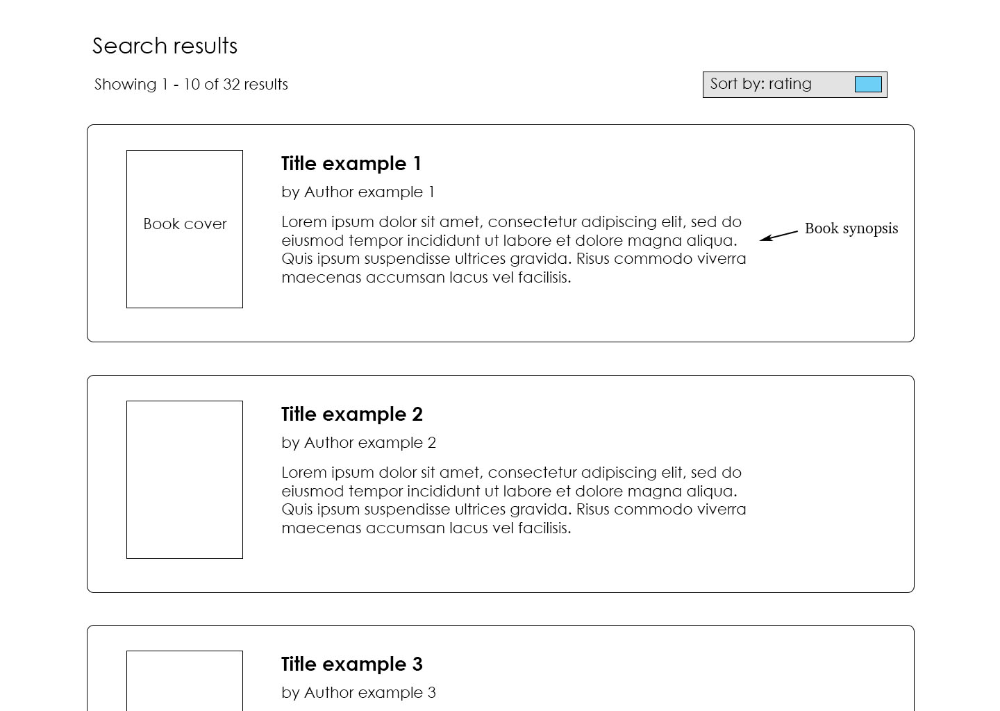 Search results
Showing 1 - 10 of 32 results
Sort by: rating
Book cover
Title example 1
by Author example 1
Lorem ipsum dolor sit amet, consectetur adipiscing elit, sed do
eiusmod tempor incididunt ut labore et dolore magna aliqua.
Quis ipsum suspendisse ultrices gravida. Risus commodo viverra
maecenas accumsan lacus vel facilisis.
Book synopsis
Title example 2
by Author example 2
Lorem ipsum dolor sit amet, consectetur adipiscing elit, sed do
eiusmod tempor incididunt ut labore et dolore magna aliqua.
Quis ipsum suspendisse ultrices gravida. Risus commodo viverra
maecenas accumsan lacus vel facilisis.
Title example 3
by Author example 3